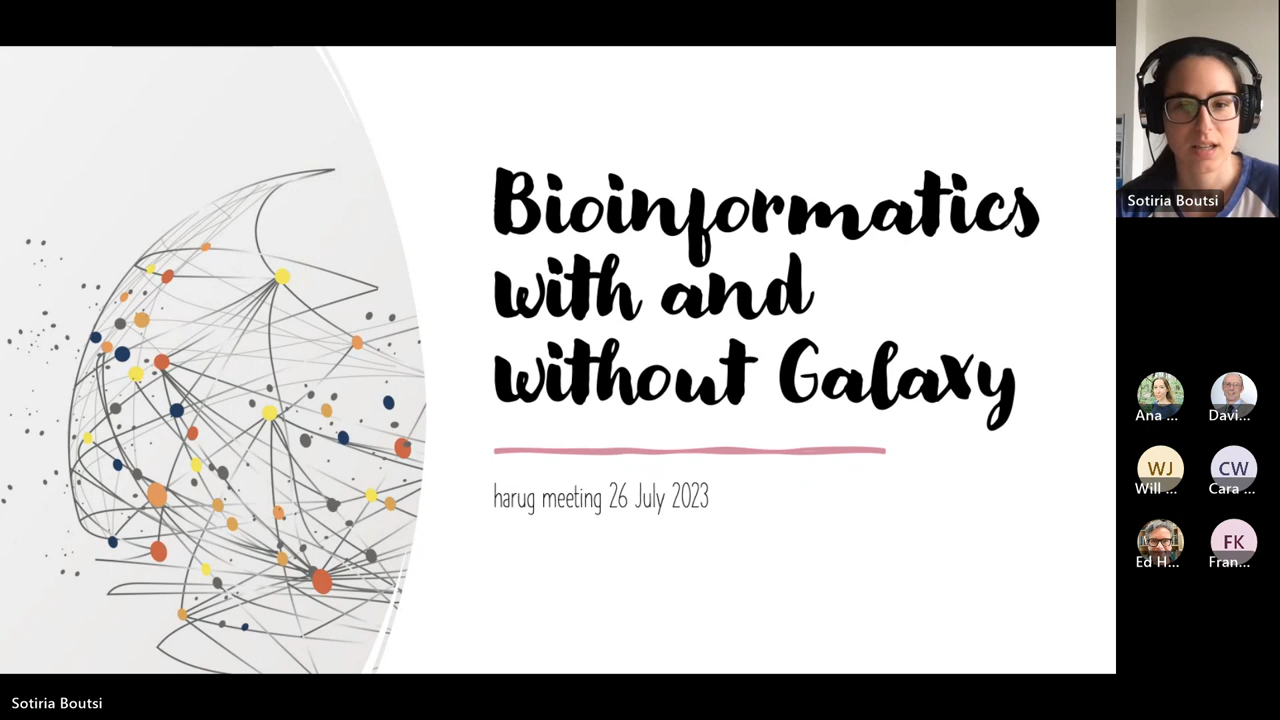 Bioinformatics
with and
without Galaxy
harug meeting 26 July 2023
Sotiria Boutsi
Ana ...
Davi...
WJ
CW
Will ...
Cara ...
FK
Ed H...
Fran...
Sotiria Boutsi